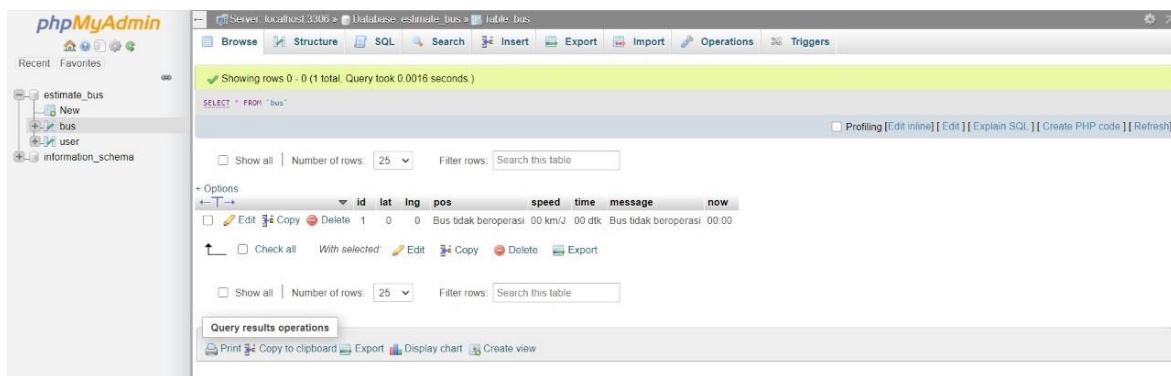 phpMyAdmin
Recent Favorites
estimate_bus
New
bus
user
information_schema
Server: localhost:3306 » Database: estimate_bus » Table: bus
Browse Structure SQL Search Insert Export Import Operations Triggers
Showing rows 0 - 0 (1 total, Query took 0.0016 seconds.)
SELECT * FROM `bus`
Profiling [Edit inline] [ Edit ] [ Explain SQL ] [ Create PHP code ] [ Refresh]
Show all | Number of rows: 25 Filter rows: Search this table
+ Options
←T→ id lat lng pos speed time message now
Edit Copy Delete 1 0 0 Bus tidak beroperasi 00 km/J 00 dtk Bus tidak beroperasi 00:00
Check all With selected: Edit Copy Delete Export
Show all | Number of rows: 25 Filter rows: Search this table
Query results operations
Print Copy to clipboard Export Display chart Create view